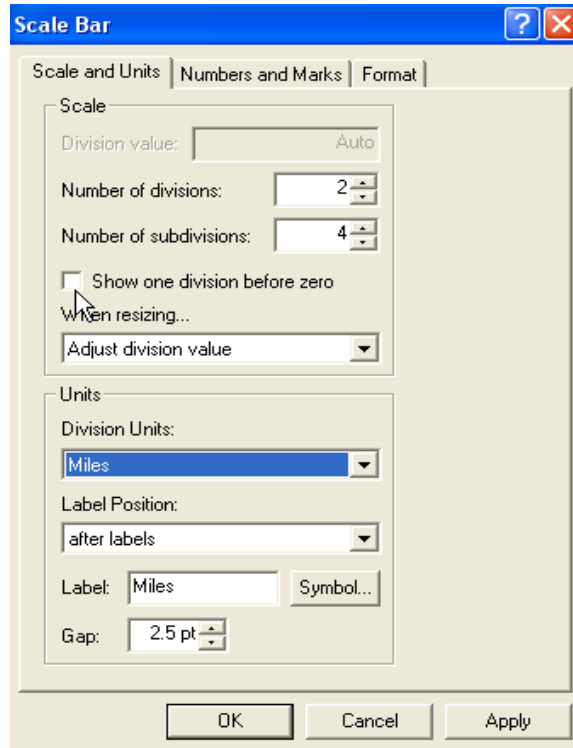 Scale Bar
Scale and Units Numbers and Marks Format
Scale
Division value: Auto
Number of divisions: 2
Number of subdivisions: 4
Show one division before zero
When resizing...
Adjust division value
Units
Division Units:
Miles
Label Position:
after labels
Label: Miles Symbol...
Gap: 2.5 pt
OK Cancel Apply